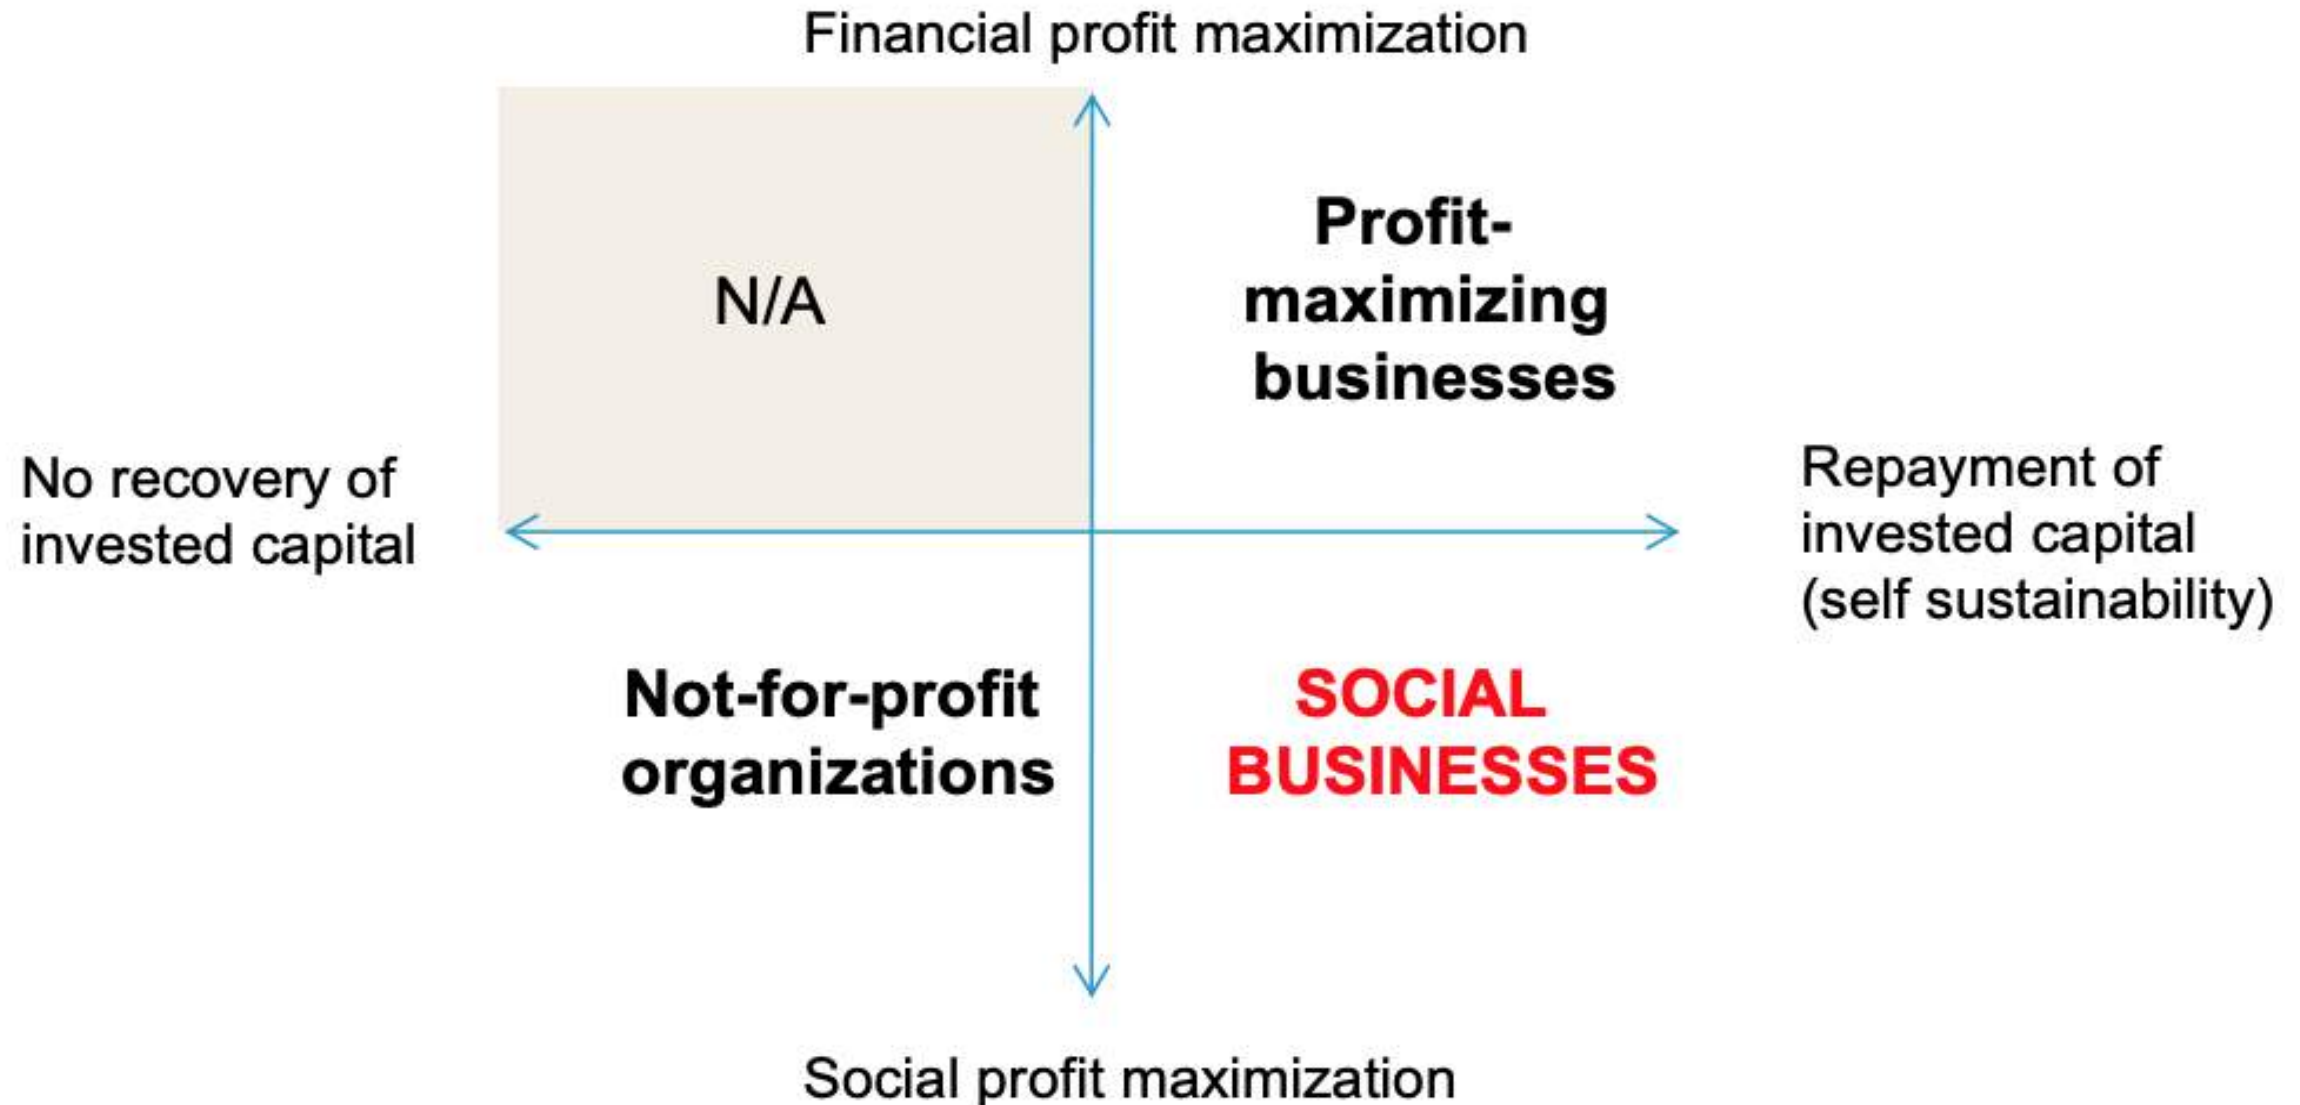 Financial profit maximization
N/A
Profit-
maximizing
businesses
No recovery of
invested capital
Repayment of
invested capital
(self sustainability)
Not-for-profit
organizations
SOCIAL
BUSINESSES
Social profit maximization